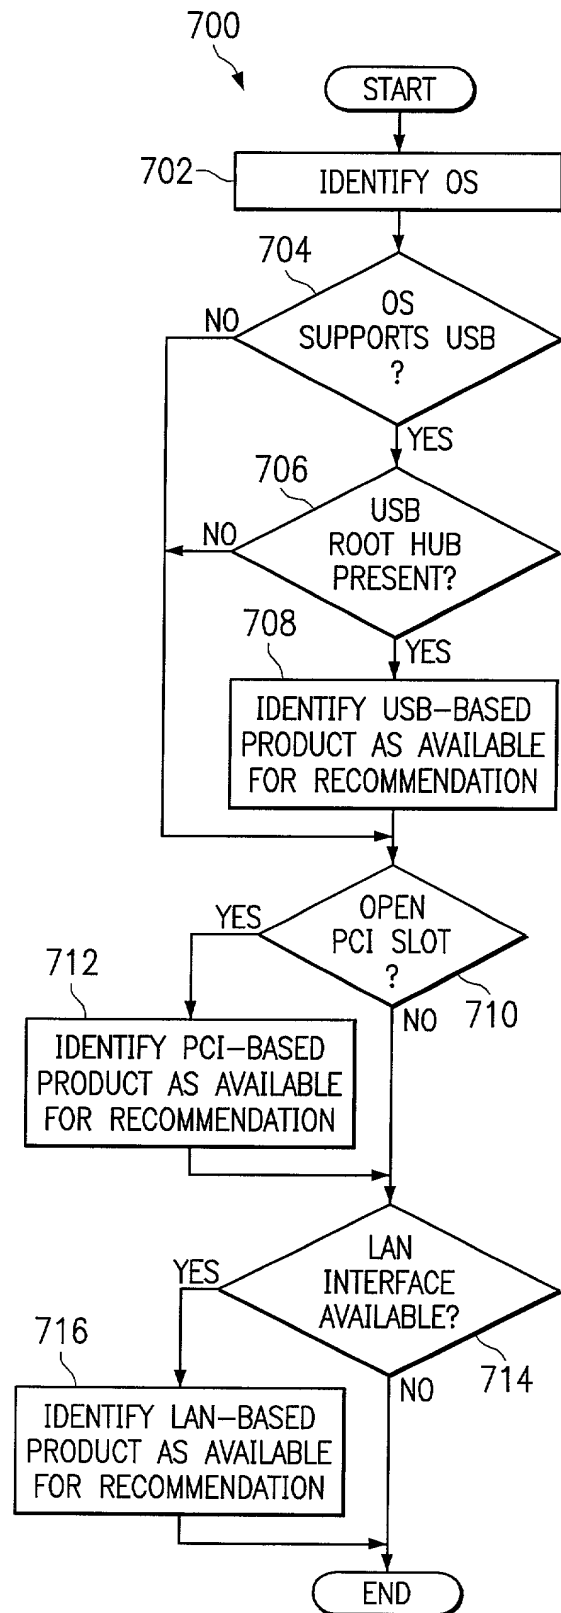 700
START
702
IDENTIFY OS
704
NO
OS
SUPPORTS USB
?
YES
706
NO
USB
ROOT HUB
PRESENT?
708
YES
IDENTIFY USB-BASED
PRODUCT AS AVAILABLE
FOR RECOMMENDATION
YES
OPEN
PCI SLOT
?
712
NO
710
IDENTIFY PCI-BASED
PRODUCT AS AVAILABLE
FOR RECOMMENDATION
YES
LAN
INTERFACE
AVAILABLE?
716
NO
714
IDENTIFY LAN-BASED
PRODUCT AS AVAILABLE
FOR RECOMMENDATION
END